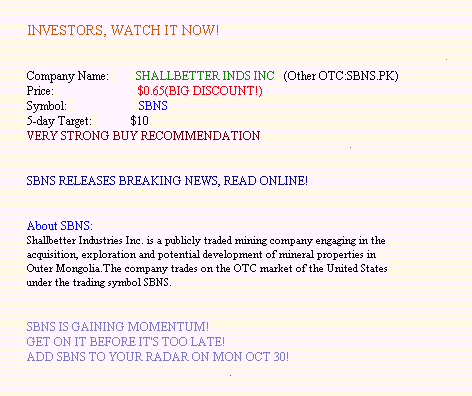 INVESTORS, WATCH IT NOW!
Company Name: SHALLBETTER INDS INC (Other OTC:SBNS.PK)
Price: $0.65(BIG DISCOUNT!)
Symbol: SBNS
5-day Target: $10
VERY STRONG BUY RECOMMENDATION
SBNS RELEASES BREAKING NEWS, READ ONLINE!
About SBNS:
Shallbetter Industries Inc. is a publicly traded mining company engaging in the
acquisition, exploration and potential development of mineral properties in
Outer Mongolia.The company trades on the OTC market of the United States
under the trading symbol SBNS.
SBNS IS GAINING MOMENTUM!
GET ON IT BEFORE IT'S TOO LATE!
ADD SBNS TO YOUR RADAR ON MON OCT 30!